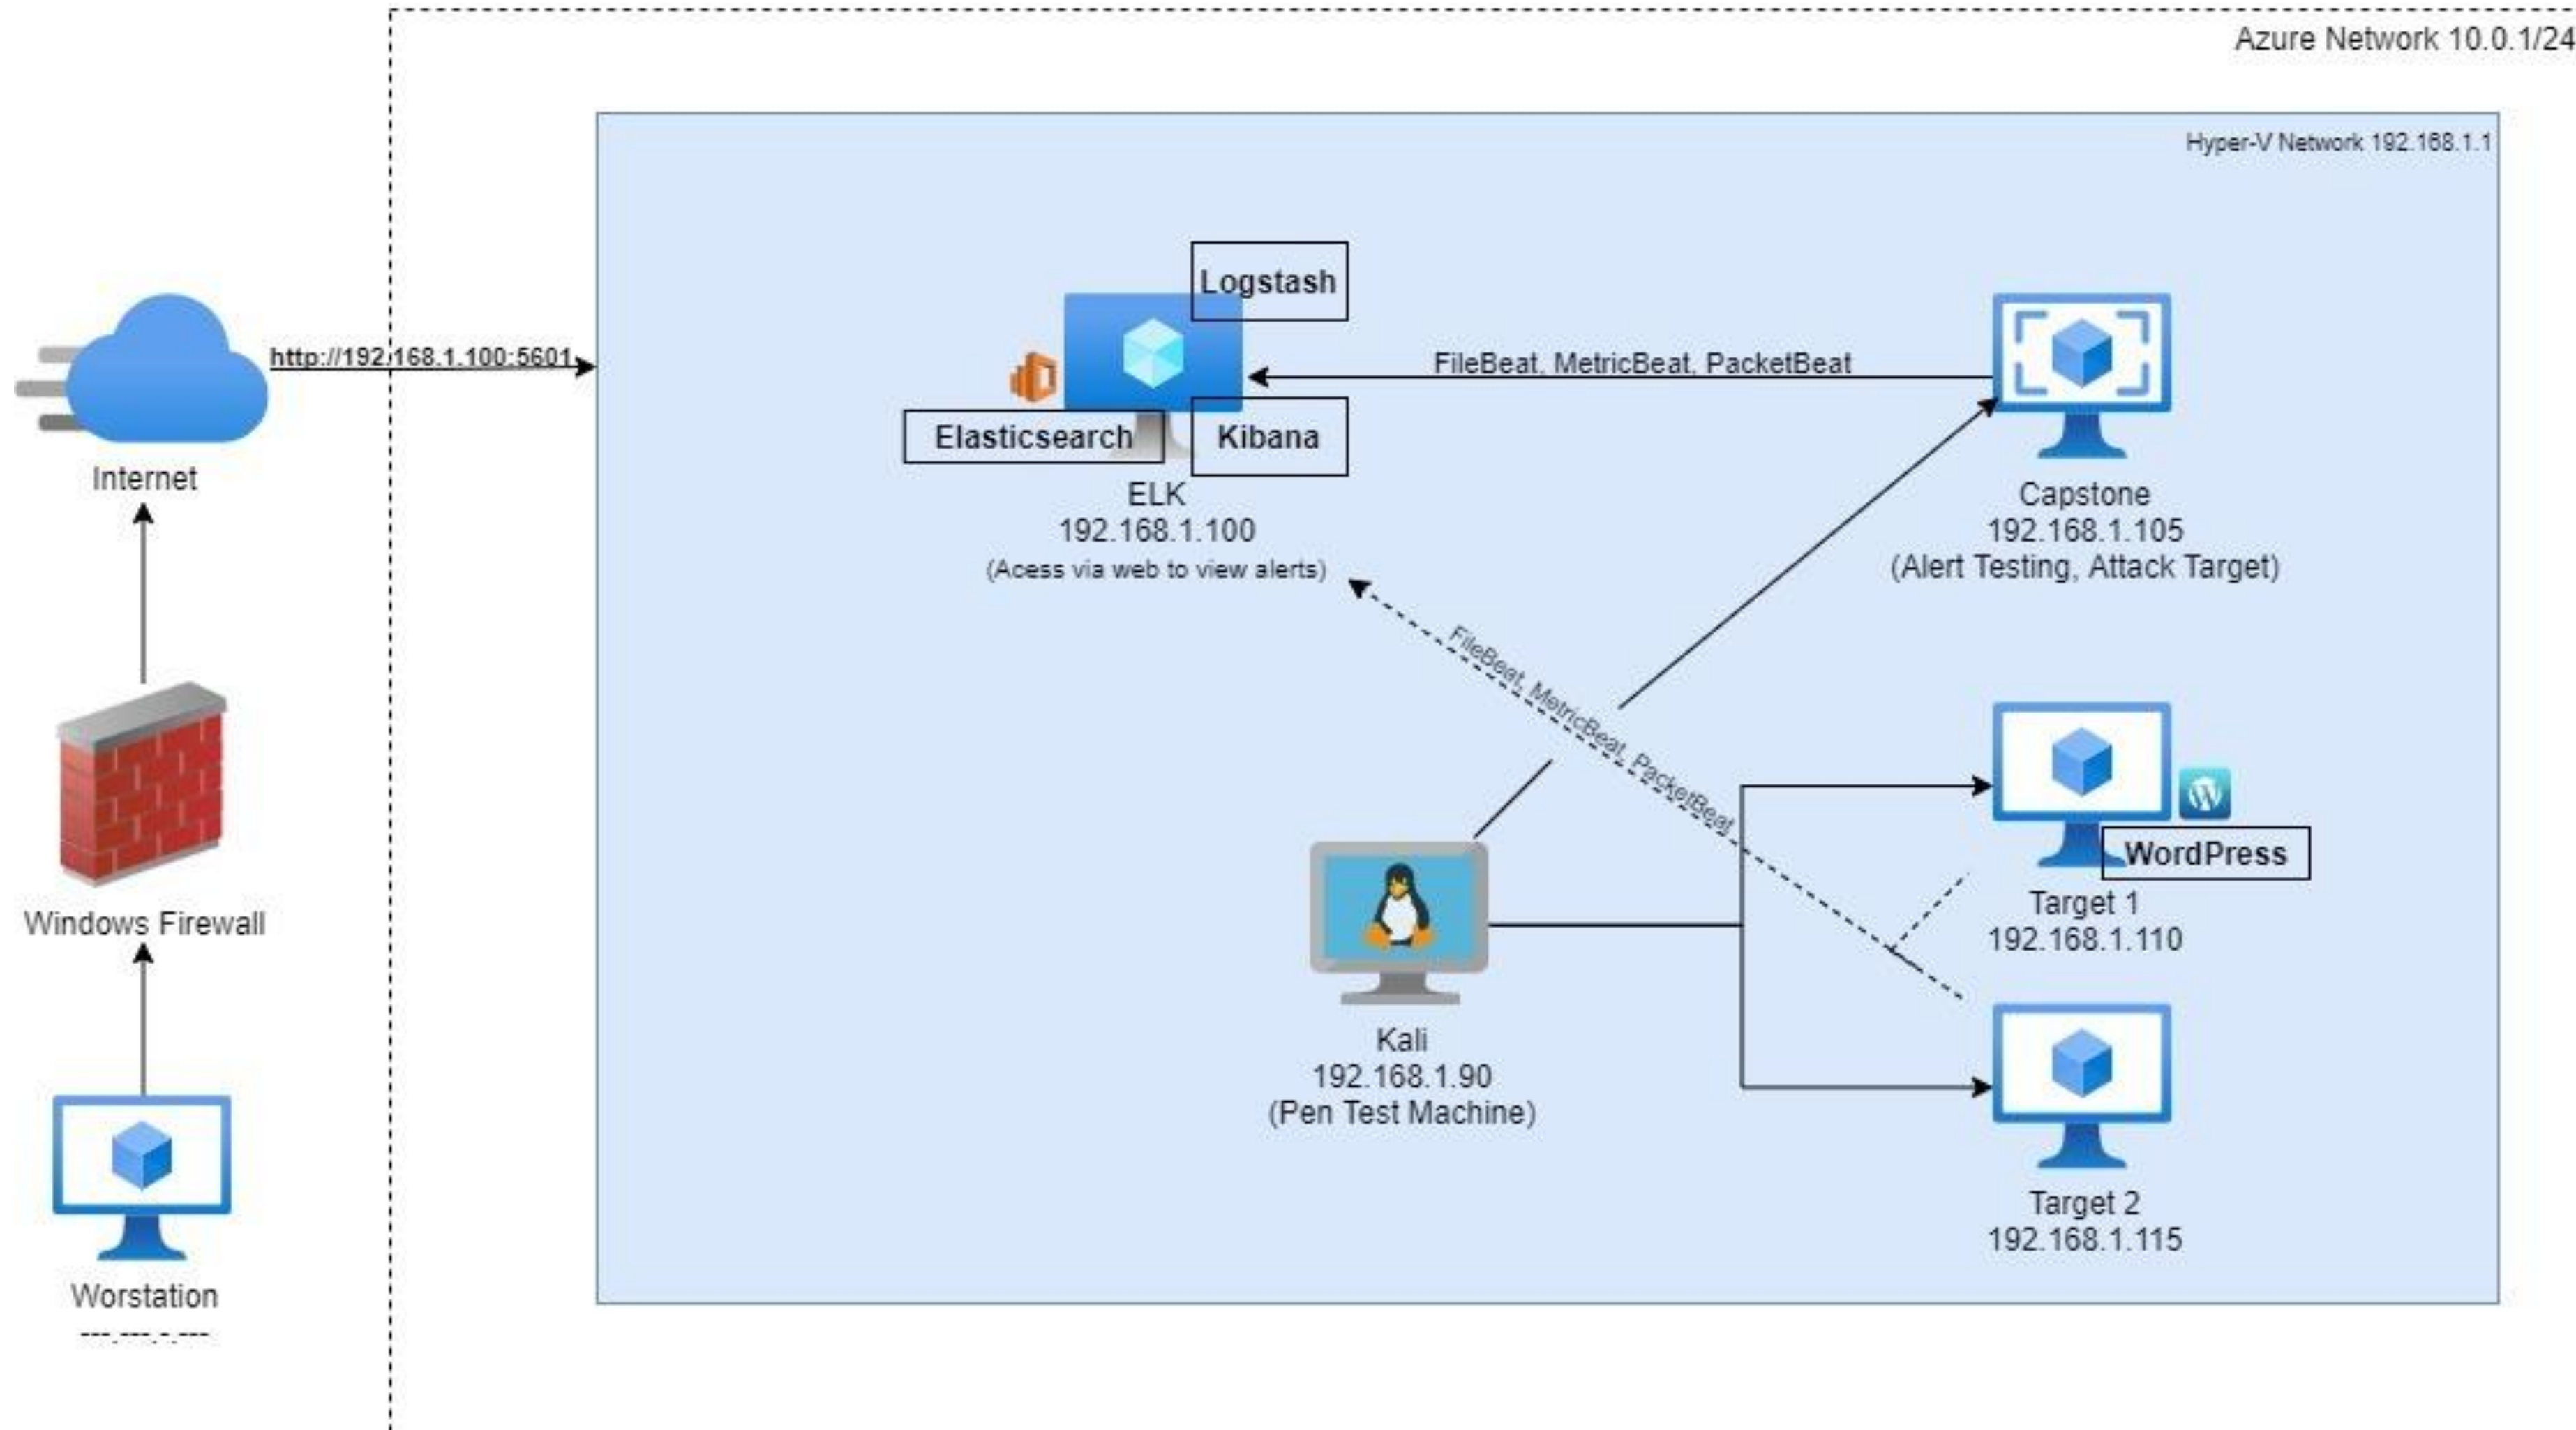 Azure Network 10.0.1/24
Hyper-V Network 192.168.1.1
Logstash
http://192.168.1.100:5601
FileBeat, MetricBeat, PacketBeat
Elasticsearch
Kibana
Internet
ELK
192.168.1.100
(Acess via web to view alerts)
Capstone
192.168.1.105
(Alert Testing, Attack Target)
FileBeat, MetricBeat, PacketBeat
WordPress
Windows Firewall
Target 1
192.168.1.110
Kali
192.168.1.90
(Pen Test Machine)
Target 2
192.168.1.115
Worstation
---.---.-.---